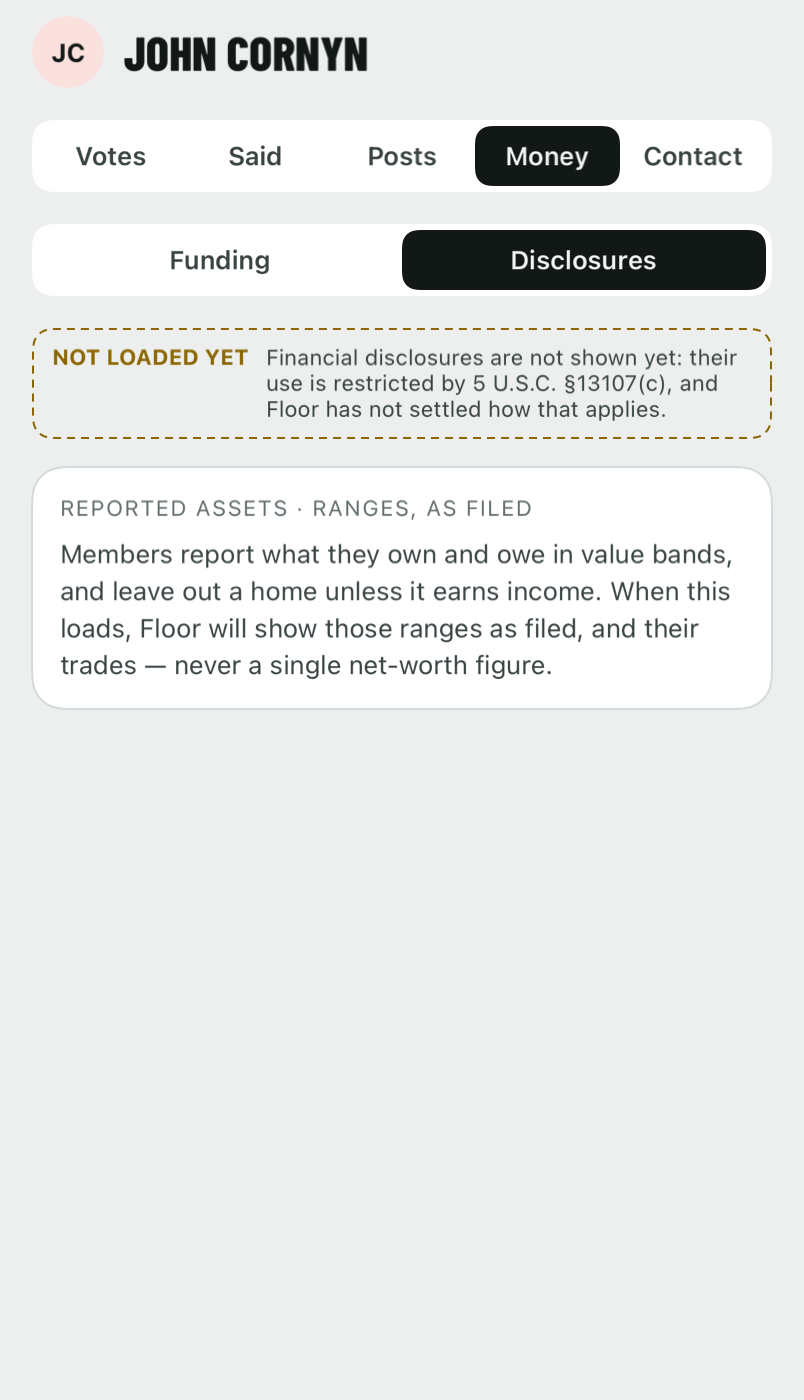 JC
JOHN CORNYN
Votes
Said
Posts
Money
Contact
Funding
Disclosures
NOT LOADED YET
Financial disclosures are not shown yet: their
use is restricted by 5 U.S.C. §13107(c), and
Floor has not settled how that applies.
REPORTED ASSETS · RANGES, AS FILED
Members report what they own and owe in value bands,
and leave out a home unless it earns income. When this
loads, Floor will show those ranges as filed, and their
trades — never a single net-worth figure.